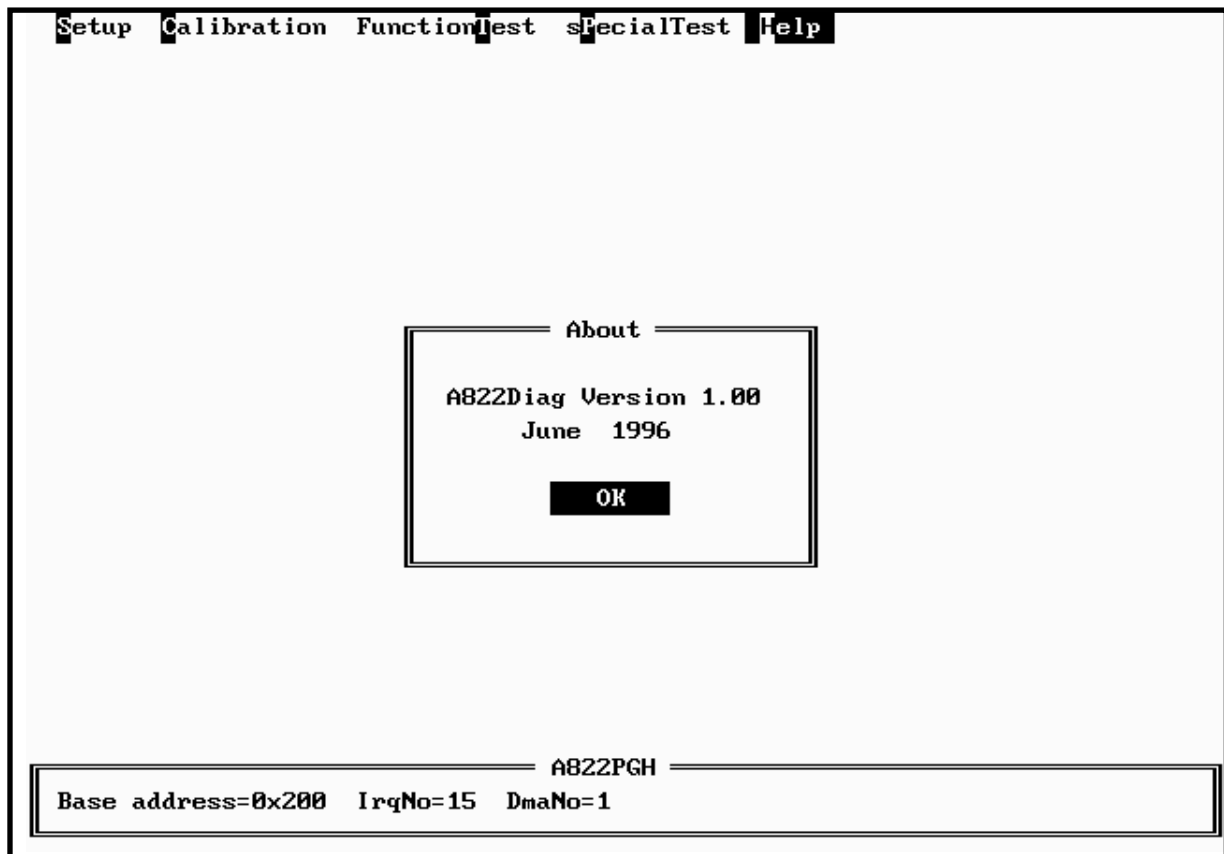 Setup Calibration FunctionTest sPecialTest Help
About
A822Diag Version 1.00
June 1996
OK
A822PGH
Base address=0x200 IrqNo=15 DmaNo=1